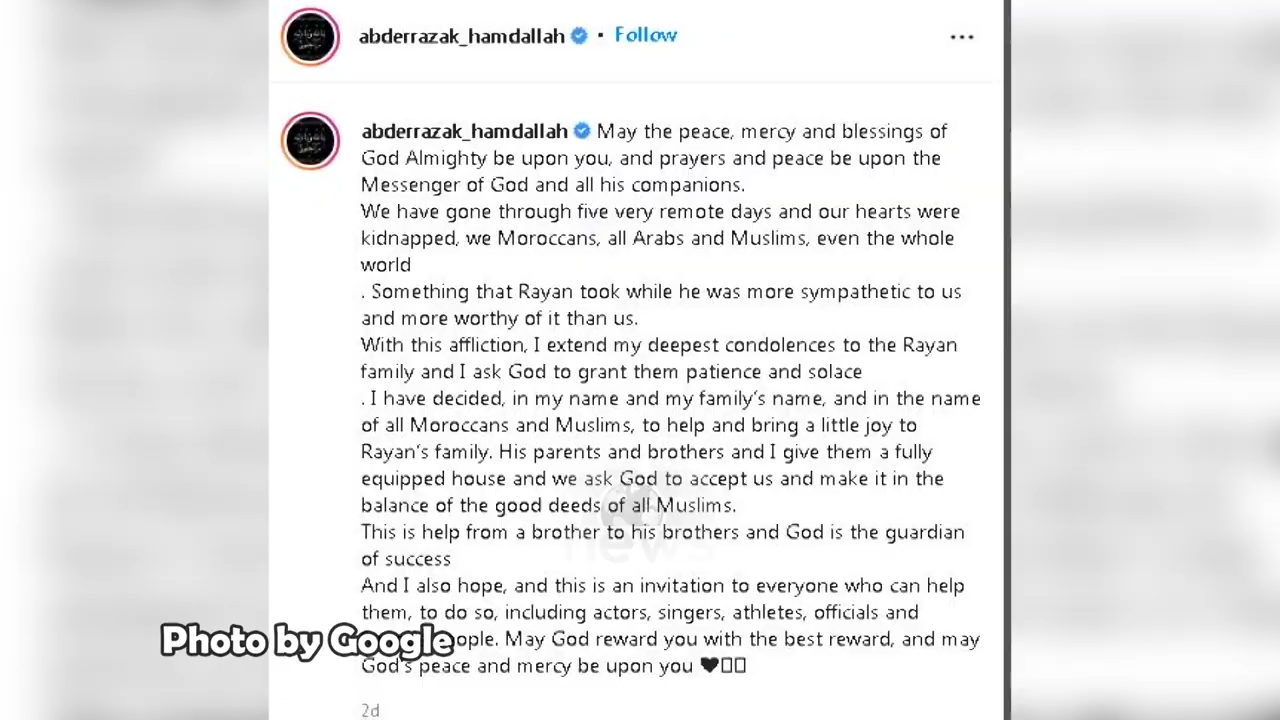 abderrazak_hamdallah • Follow
abderrazak_hamdallah May the peace, mercy and blessings of
God Almighty be upon you, and prayers and peace be upon the
Messenger of God and all his companions.
We have gone through five very remote days and our hearts were
kidnapped, we Moroccans, all Arabs and Muslims, even the whole
world
. Something that Rayan took while he was more sympathetic to us
and more worthy of it than us.
With this affliction, I extend my deepest condolences to the Rayan
family and I ask God to grant them patience and solace
. I have decided, in my name and my family's name, and in the name
of all Moroccans and Muslims, to help and bring a little joy to
Rayan's family. His parents and brothers and I give them a fully
equipped house and we ask God to accept us and make it in the
balance of the good deeds of all Muslims.
This is help from a brother to his brothers and God is the guardian
of success
And I also hope, and this is an invitation to everyone who can help
them, to do so, including actors, singers, athletes, officials and
May God reward you with the best reward, and may
God's peace and mercy be upon you ♥
2d
Photo by Google
news